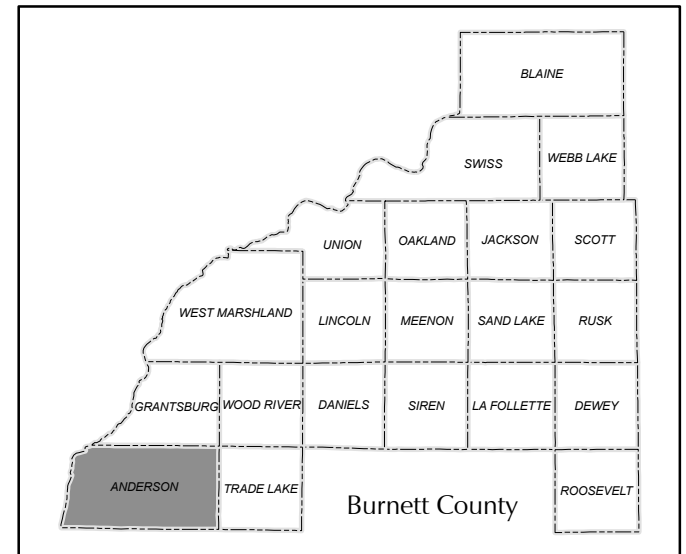 BLAINE
SWISS
WEBB LAKE
UNION
OAKLAND
JACKSON
SCOTT
WEST MARSHLAND
LINCOLN
MEENON
SAND LAKE
RUSK
GRANTSBURG
WOOD RIVER
DANIELS
SIREN
LA FOLLETTE
DEWEY
ANDERSON
TRADE LAKE
Burnett County
ROOSEVELT